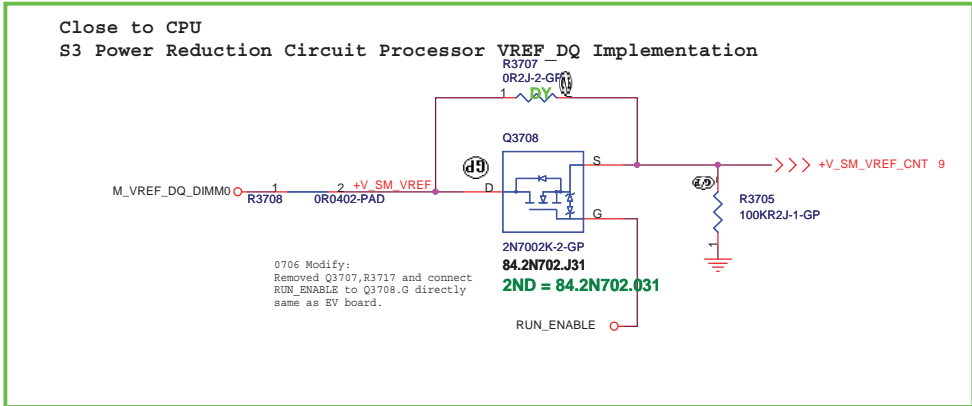 Close to CPU
S3 Power Reduction Circuit Processor VREF_DQ Implementation
R3707
0R2J-2-GP
1
DY
2
Q3708
GP
S
+V_SM_VREF_CNT 9
M_VREF_DQ_DIMM0
1
2
+V_SM_VREF
D
R3708
0R0402-PAD
R3705
100KR2J-1-GP
G
1
2N7002K-2-GP
84.2N702.J31
2ND = 84.2N702.031
0706 Modify:
Removed Q3707,R3717 and connect
RUN_ENABLE to Q3708.G directly
same as EV board.
RUN_ENABLE